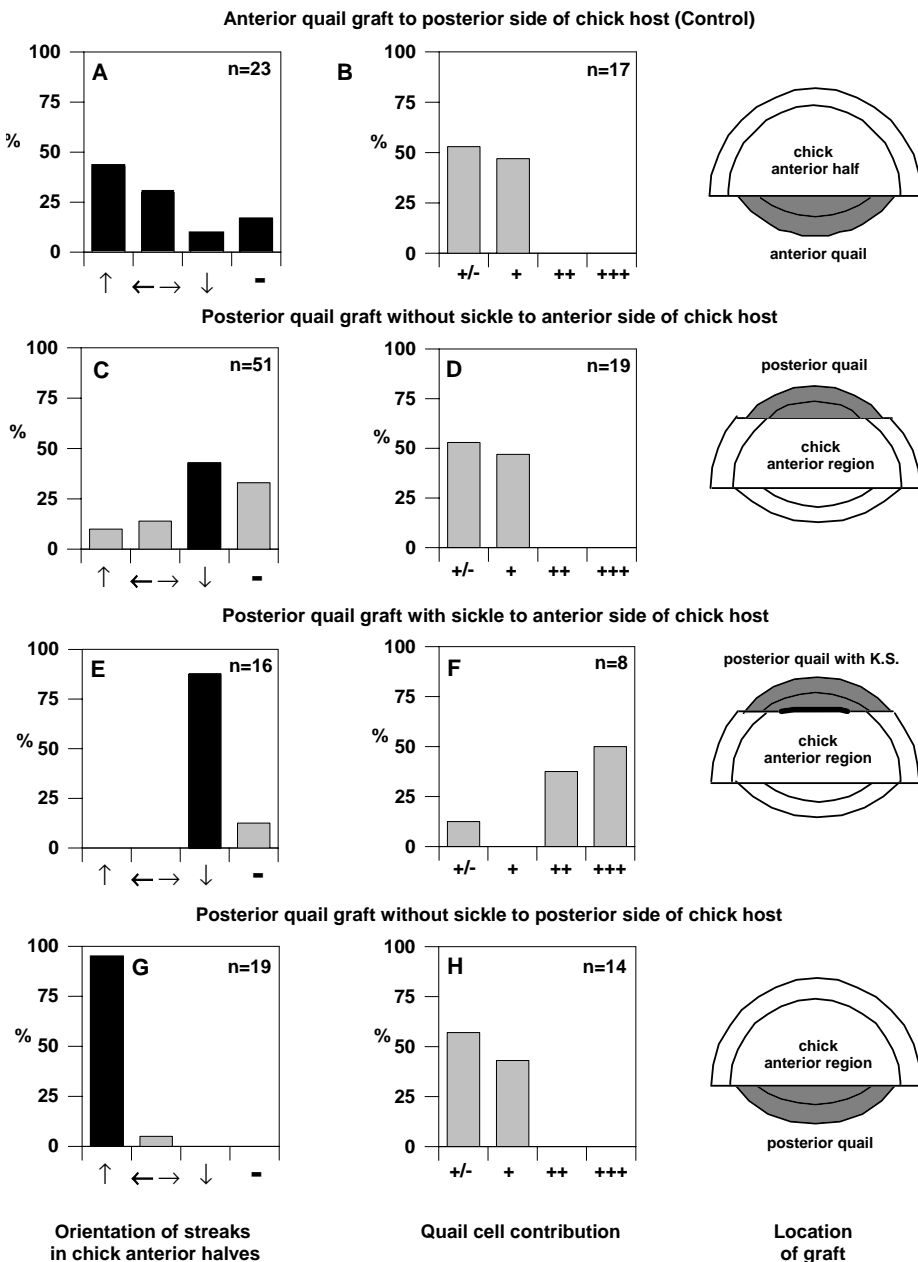 Anterior quail graft to posterior side of chick host (Control)
A
n=23
100
75
%
50
25
0
↑ ←→ ↓ -
B
n=17
100
75
%
50
25
0
+/- + ++ +++
chick
anterior half
anterior quail
Posterior quail graft without sickle to anterior side of chick host
C
n=51
100
75
%
50
25
0
↑ ←→ ↓ -
D
n=19
100
75
%
50
25
0
+/- + ++ +++
posterior quail
chick
anterior region
Posterior quail graft with sickle to anterior side of chick host
E
n=16
100
75
%
50
25
0
↑ ←→ ↓ -
F
n=8
100
75
%
50
25
0
+/- + ++ +++
posterior quail with K.S.
chick
anterior region
Posterior quail graft without sickle to posterior side of chick host
G
n=19
100
75
%
50
25
0
↑ ←→ ↓ -
H
n=14
100
75
%
50
25
0
+/- + ++ +++
chick
anterior region
posterior quail
Orientation of streaks
in chick anterior halves
Quail cell contribution
Location
of graft